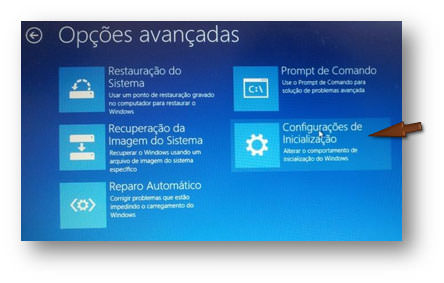 Opções avançadas
Restauração do
Sistema
Usar um ponto de restauração gravado
no computador para restaurar o
Windows
Recuperação da
Imagem do Sistema
Recuperar o Windows usando um
arquivo de imagem do sistema
específico
Reparo Automático
Corrigir problemas que estão
impedindo o carregamento do
Windows
Prompt de Comando
Use o Prompt de Comando para
solução de problemas avançada
C:\
Configurações de
Inicialização
Alterar o comportamento de
inicialização do Windows